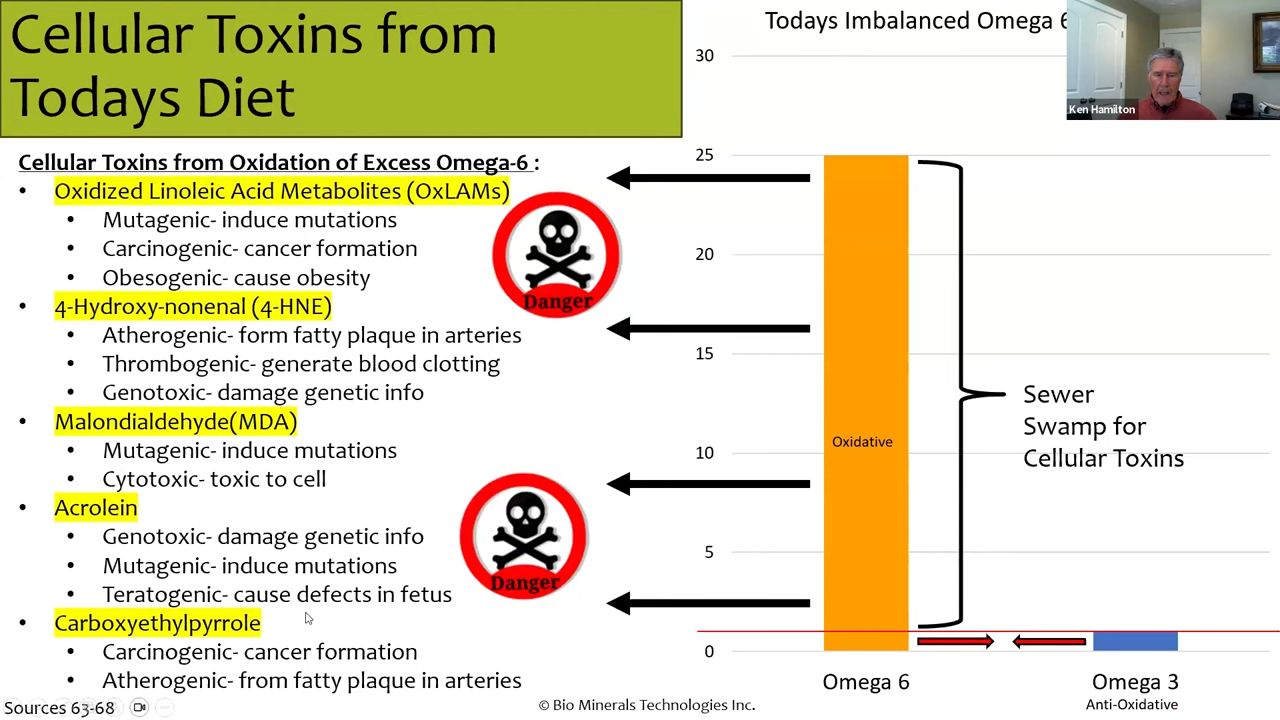 Cellular Toxins from
Todays Diet
Cellular Toxins from Oxidation of Excess Omega-6 :
• Oxidized Linoleic Acid Metabolites (OxLAMs)
• Mutagenic- induce mutations
• Carcinogenic- cancer formation
• Obesogenic- cause obesity
• 4-Hydroxy-nonenal (4-HNE)
• Atherogenic- form fatty plaque in arteries
• Thrombogenic- generate blood clotting
• Genotoxic- damage genetic info
• Malondialdehyde(MDA)
• Mutagenic- induce mutations
• Cytotoxic- toxic to cell
• Acrolein
• Genotoxic- damage genetic info
• Mutagenic- induce mutations
• Teratogenic- cause defects in fetus
• Carboxyethylpyrrole
• Carcinogenic- cancer formation
• Atherogenic- from fatty plaque in arteries
Sources 63-68
Danger
Danger
© Bio Minerals Technologies Inc.
Todays Imbalanced Omega 6
Ken Hamilton
30
25
20
15
10
5
0
Oxidative
Sewer
Swamp for
Cellular Toxins
Omega 6
Omega 3
Anti-Oxidative